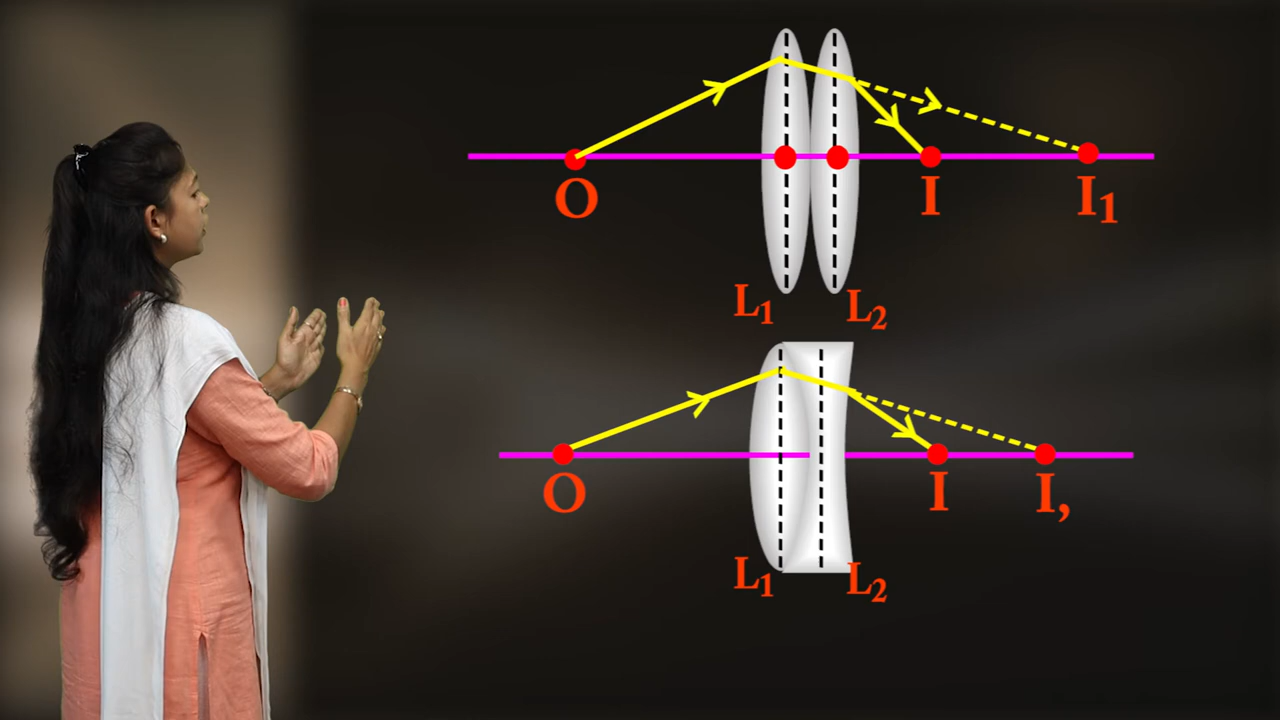 O I I₁
L₁ L₂
O I I,
L₁ L₂